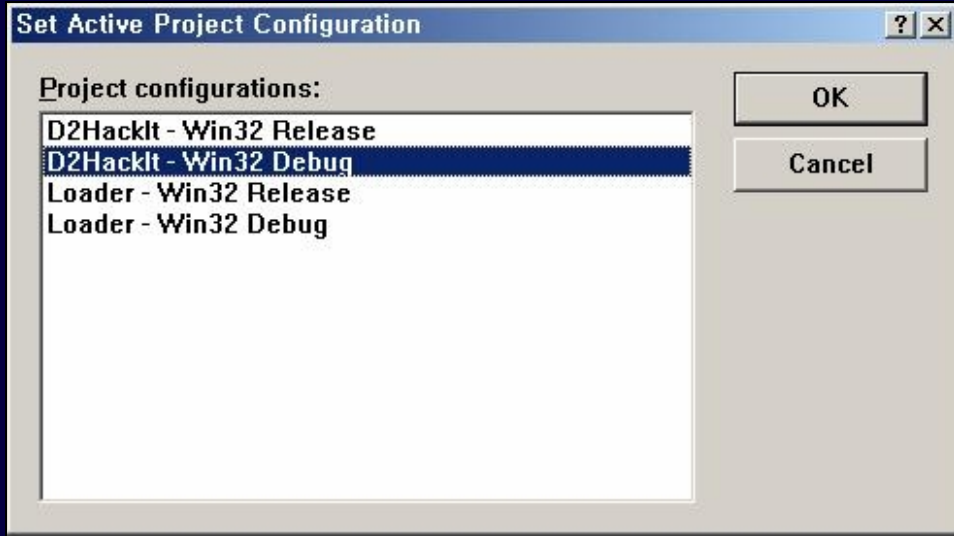 Set Active Project Configuration
Project configurations:
D2HackIt - Win32 Release
D2HackIt - Win32 Debug
Loader - Win32 Release
Loader - Win32 Debug
OK
Cancel